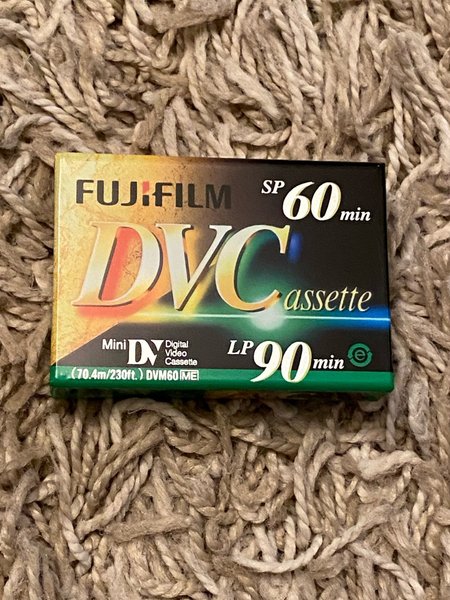 FUJIFILM
SP 60 min
DVCassette
Mini DV Digital Video Cassette
LP 90 min e
(70.4m/230ft.) DVM60 ME